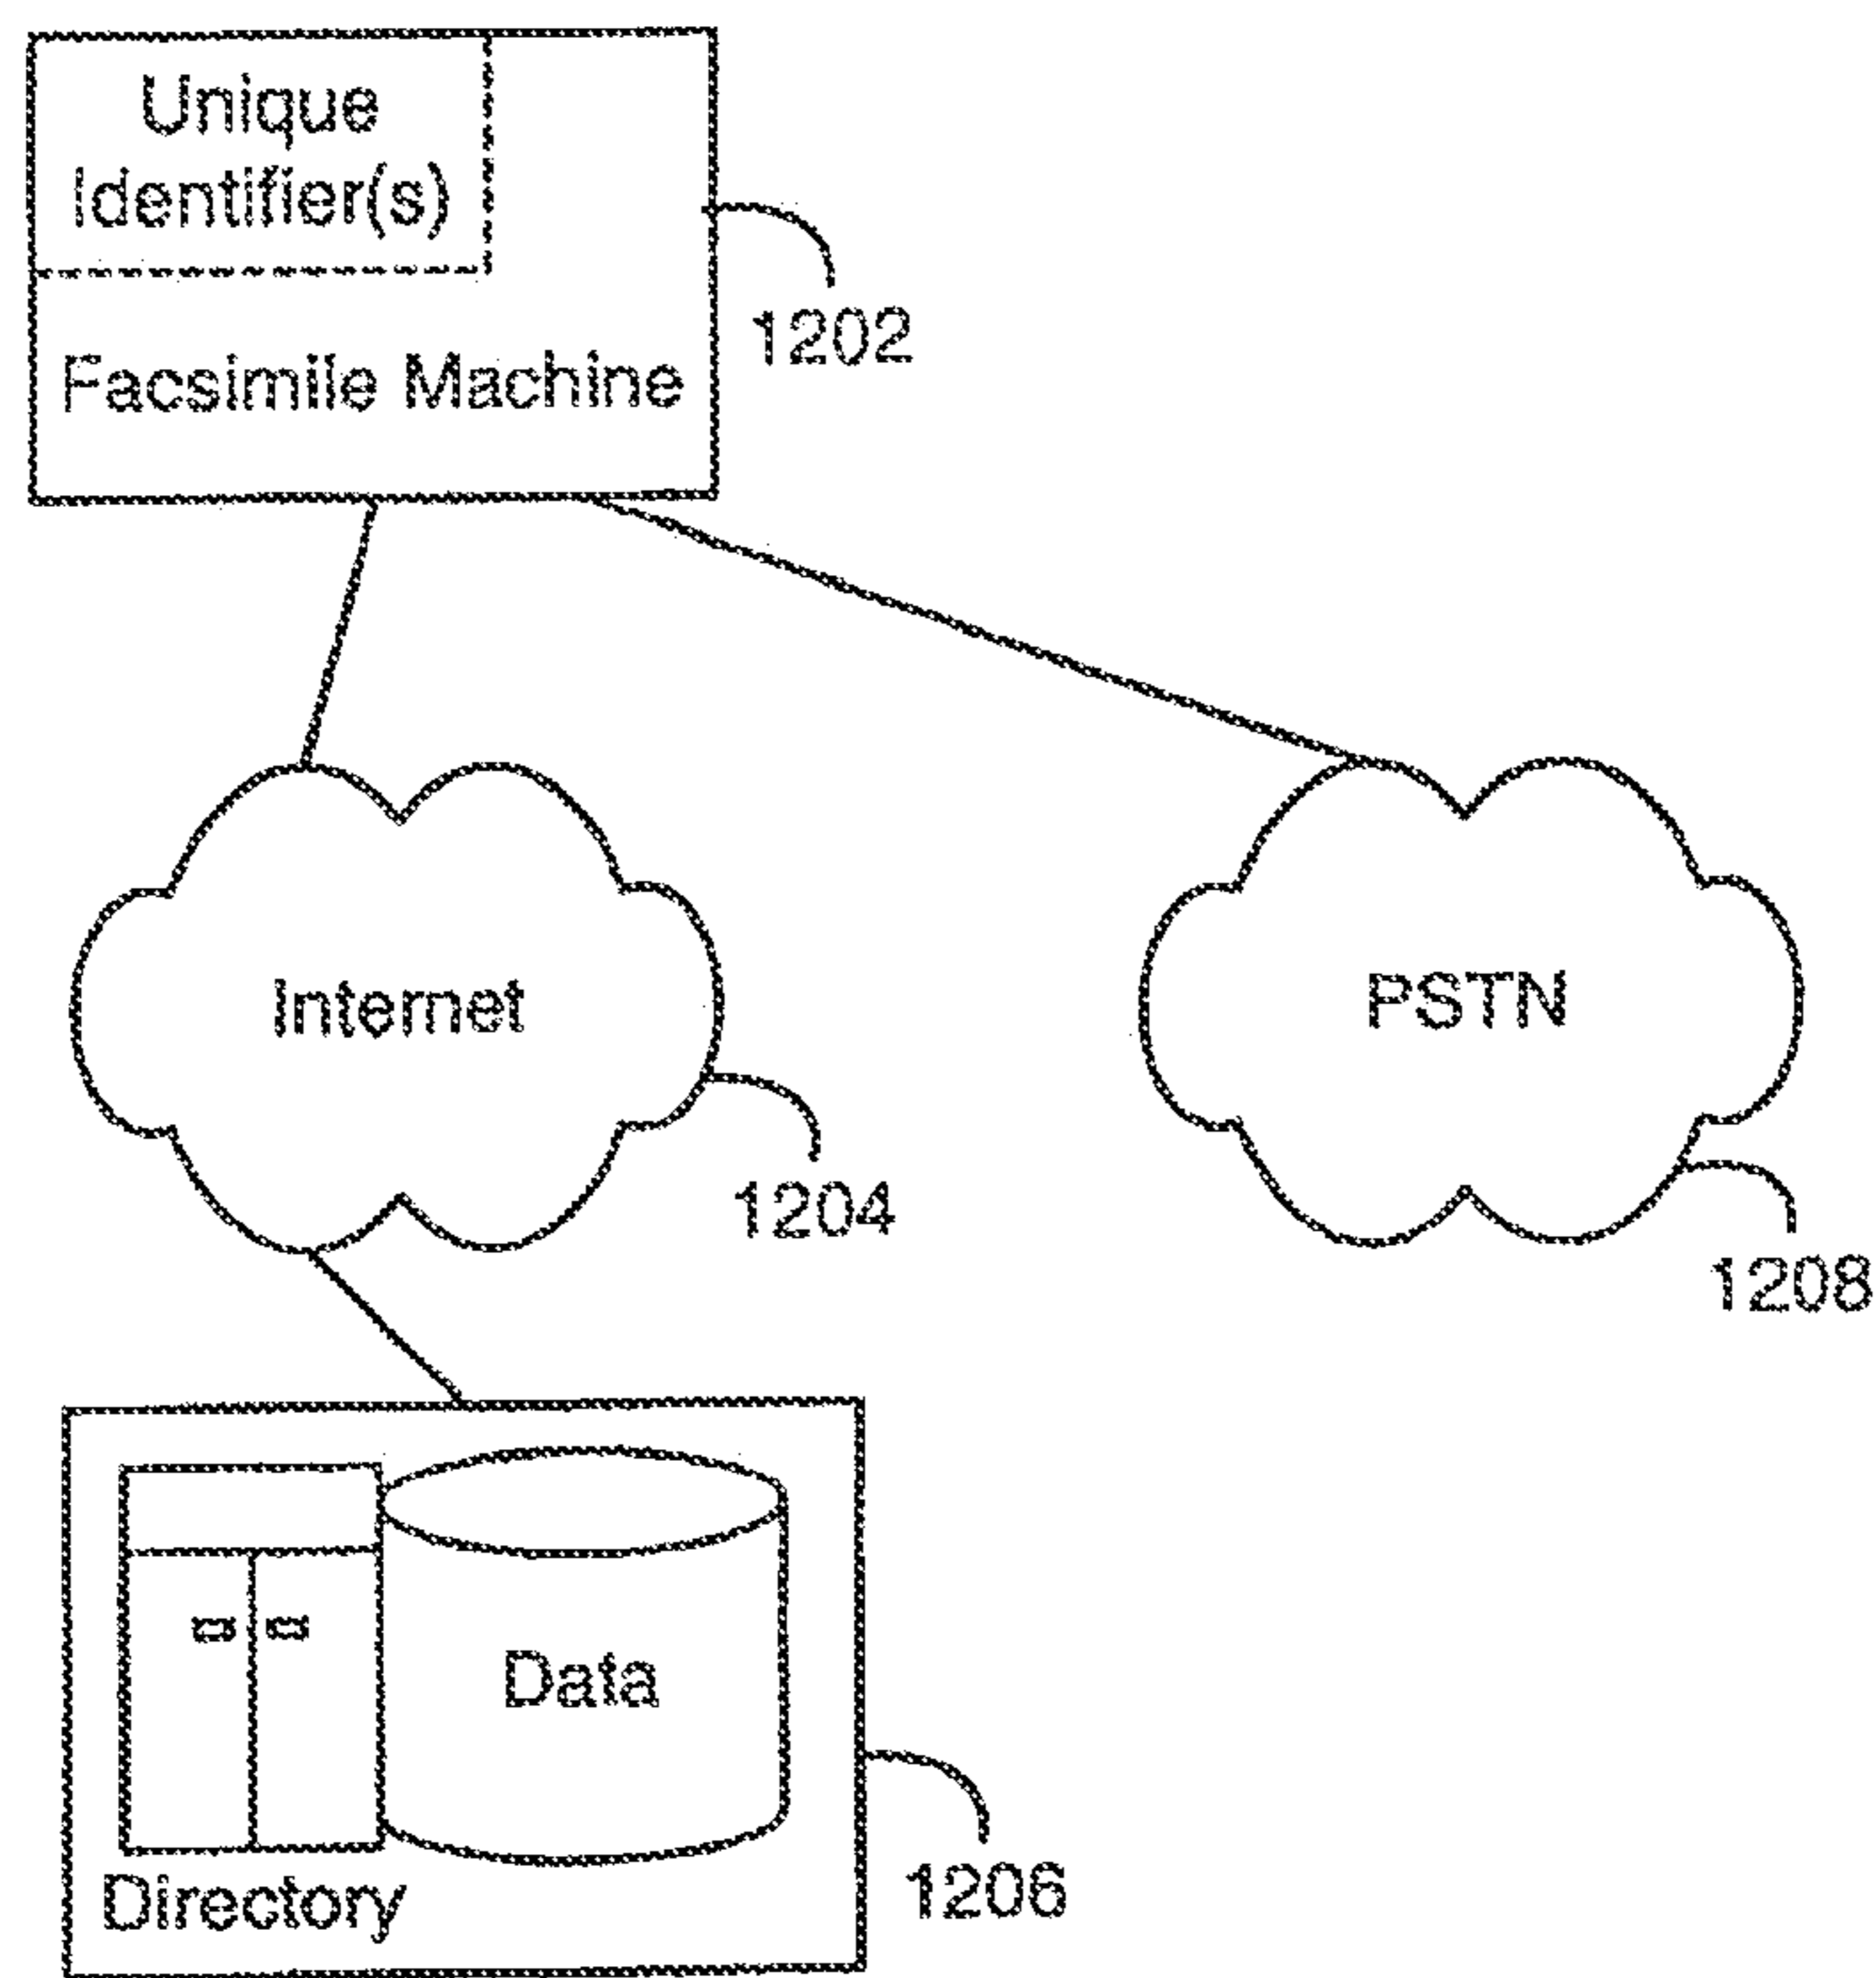 Unique
Identifier(s)
Facsimile Machine
1202
Internet
PSTN
1204
1208
Data
Directory
1206